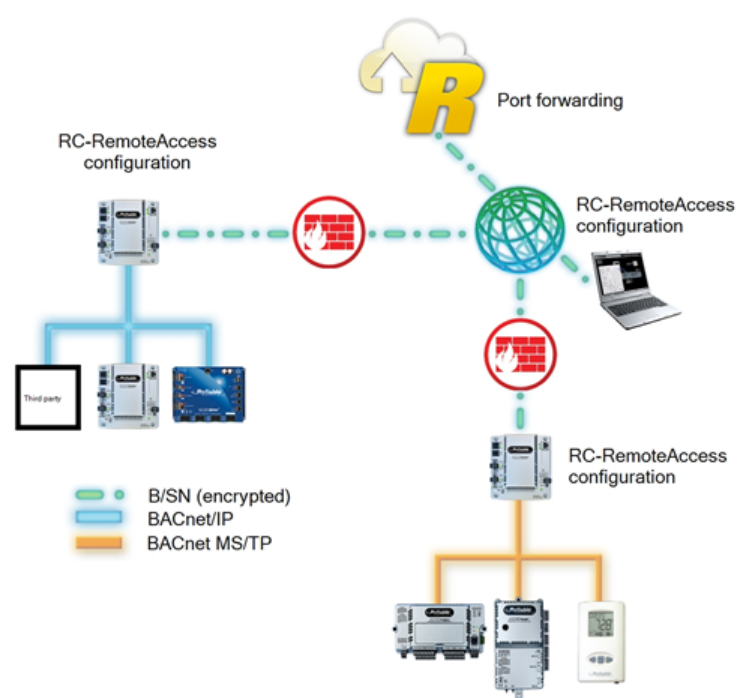 Port forwarding
RC-RemoteAccess
configuration
RC-RemoteAccess
configuration
Third party
Reliable
RC-RemoteAccess
configuration
B/SN (encrypted)
BACnet/IP
BACnet MS/TP